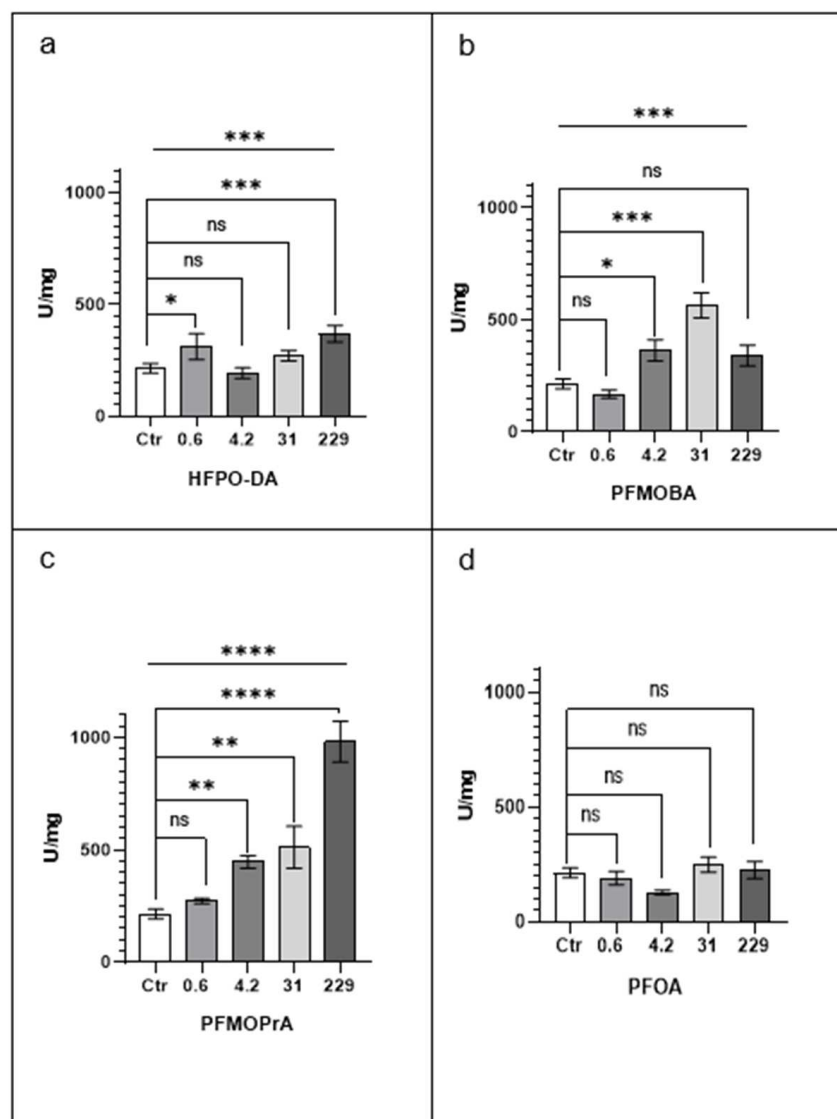 a
***
***
ns
ns
*
1000
500
0
U/mg
Ctr 0.6 4.2 31 229
HFPO-DA
b
***
ns
***
*
ns
1000
500
0
U/mg
Ctr 0.6 4.2 31 229
PFMOBA
c
****
****
**
**
ns
1000
500
0
U/mg
Ctr 0.6 4.2 31 229
PFMOPrA
d
ns
ns
ns
ns
1000
500
0
U/mg
Ctr 0.6 4.2 31 229
PFOA